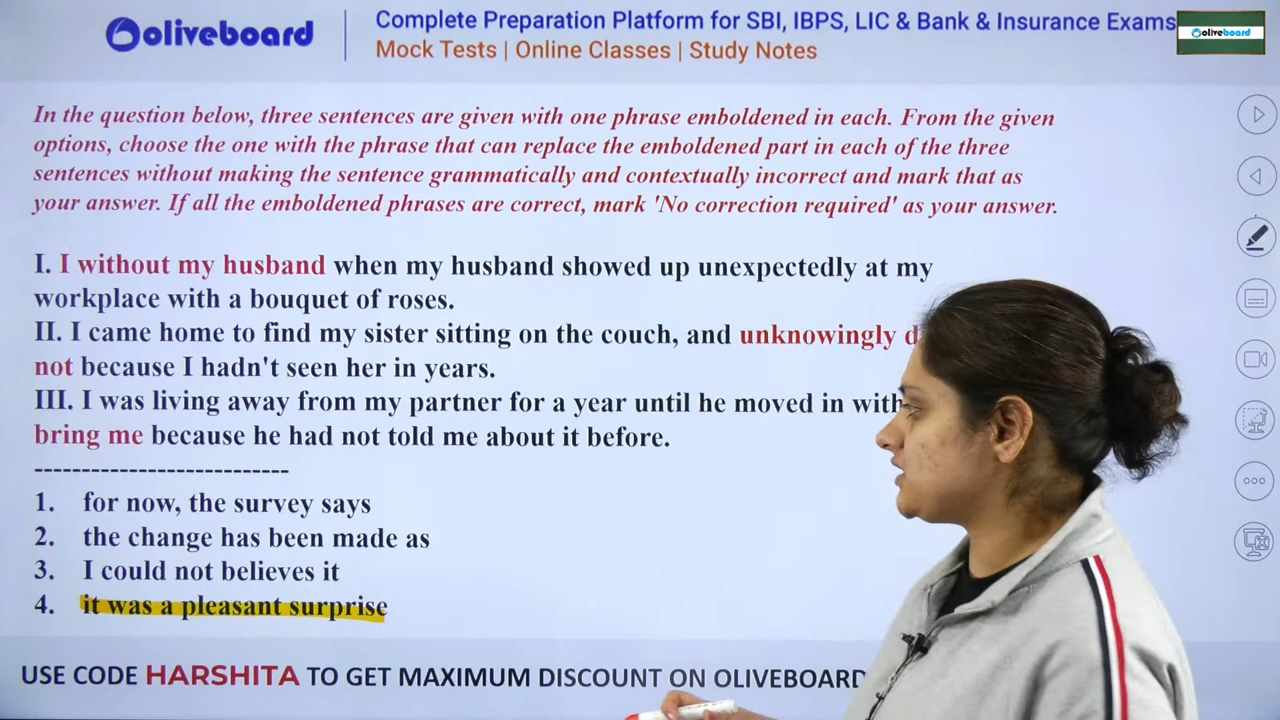 oliveboard
Complete Preparation Platform for SBI, IBPS, LIC & Bank & Insurance Exams
Mock Tests | Online Classes | Study Notes
oliveboard
In the question below, three sentences are given with one phrase emboldened in each. From the given
options, choose the one with the phrase that can replace the emboldened part in each of the three
sentences without making the sentence grammatically and contextually incorrect and mark that as
your answer. If all the emboldened phrases are correct, mark 'No correction required' as your answer.
I. I without my husband when my husband showed up unexpectedly at my
workplace with a bouquet of roses.
II. I came home to find my sister sitting on the couch, and unknowingly
not because I hadn't seen her in years.
III. I was living away from my partner for a year until he moved in with
bring me because he had not told me about it before.
--------------------------
1. for now, the survey says
2. the change has been made as
3. I could not believes it
4. it was a pleasant surprise
USE CODE HARSHITA TO GET MAXIMUM DISCOUNT ON OLIVEBOARD